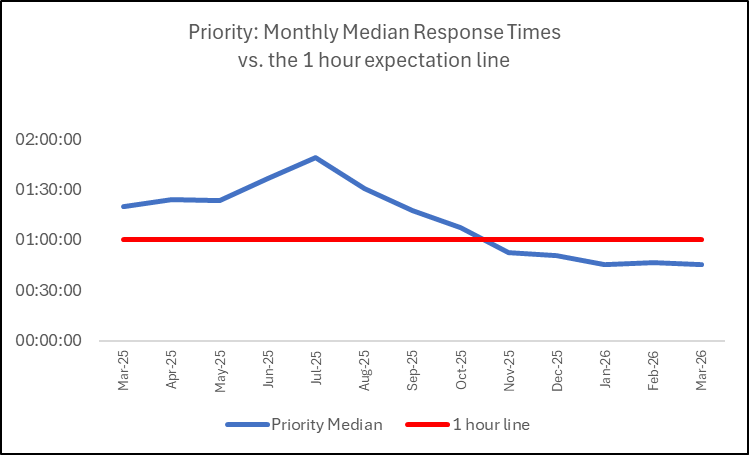 Priority: Monthly Median Response Times
vs. the 1 hour expectation line
02:00:00
01:30:00
01:00:00
00:30:00
00:00:00
Mar-25
Apr-25
May-25
Jun-25
Jul-25
Aug-25
Sep-25
Oct-25
Nov-25
Dec-25
Jan-26
Feb-26
Mar-26
Priority Median
1 hour line